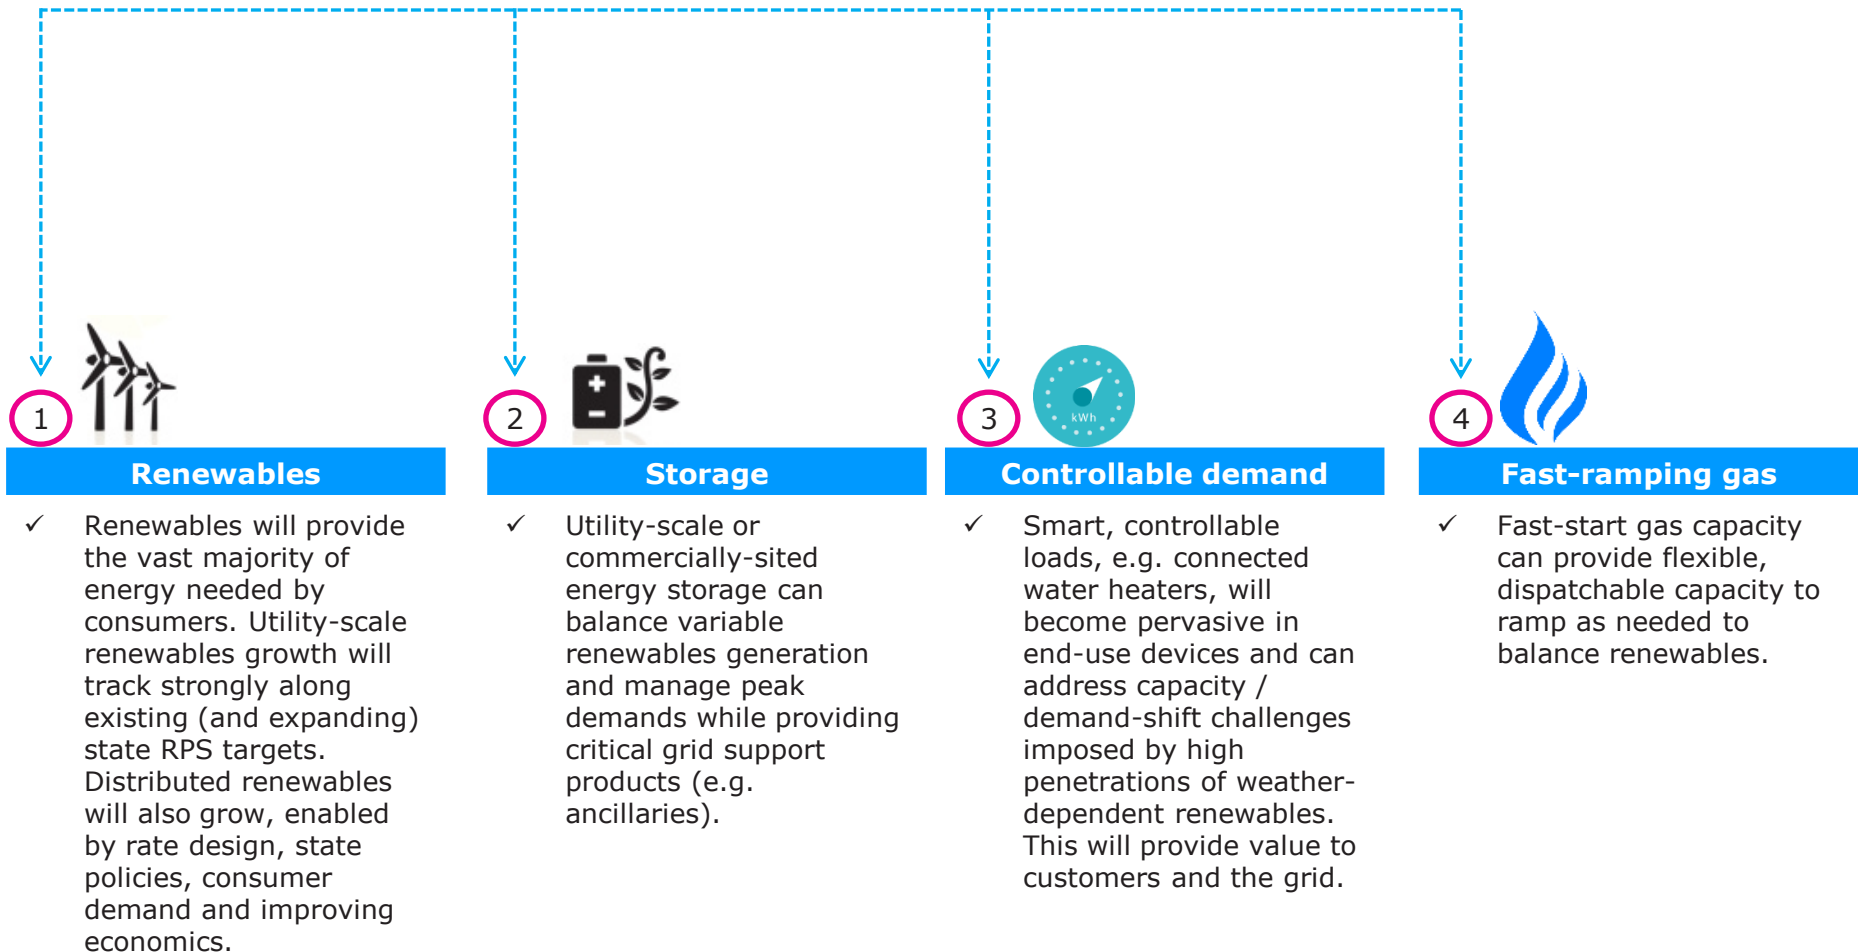 1
Renewables
✓ Renewables will provide
the vast majority of
energy needed by
consumers. Utility-scale
renewables growth will
track strongly along
existing (and expanding)
state RPS targets.
Distributed renewables
will also grow, enabled
by rate design, state
policies, consumer
demand and improving
economics.
2
Storage
✓ Utility-scale or
commercially-sited
energy storage can
balance variable
renewables generation
and manage peak
demands while providing
critical grid support
products (e.g.
ancillaries).
3
kWh
Controllable demand
✓ Smart, controllable
loads, e.g. connected
water heaters, will
become pervasive in
end-use devices and can
address capacity /
demand-shift challenges
imposed by high
penetrations of weather-
dependent renewables.
This will provide value to
customers and the grid.
4
Fast-ramping gas
✓ Fast-start gas capacity
can provide flexible,
dispatchable capacity to
ramp as needed to
balance renewables.